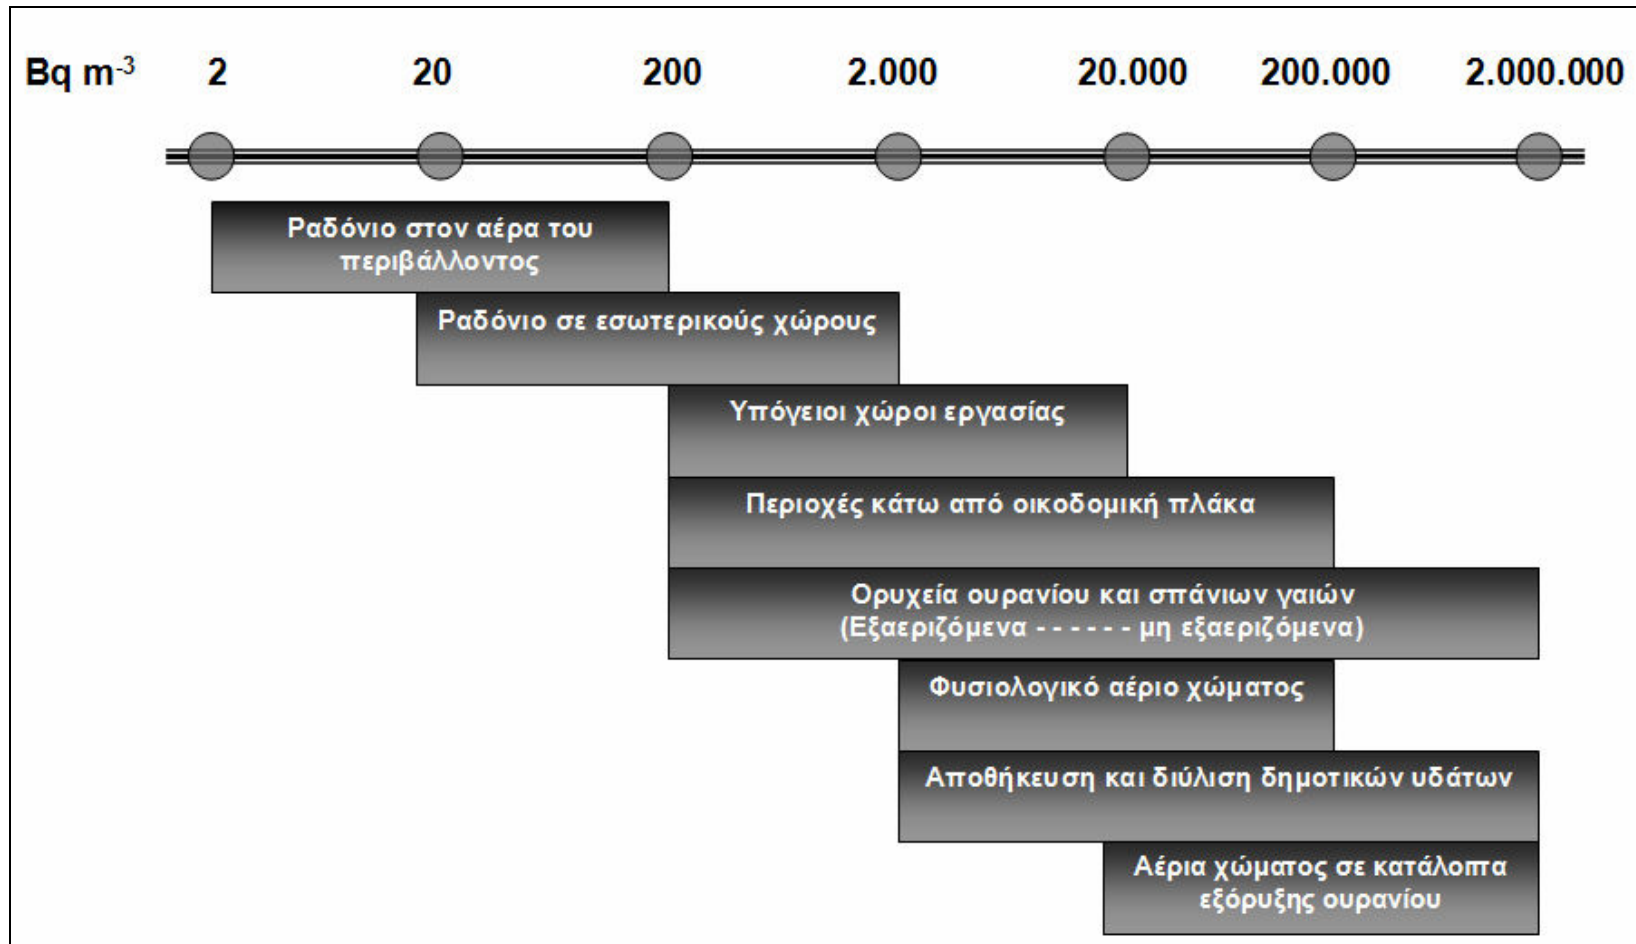 Bq m-3 2 20 200 2.000 20.000 200.000 2.000.000
Ραδόνιο στον αέρα του
περιβάλλοντος
Ραδόνιο σε εσωτερικούς χώρους
Υπόγειοι χώροι εργασίας
Περιοχές κάτω από οικοδομική πλάκα
Ορυχεία ουρανίου και σπάνιων γαιών
(Εξαεριζόμενα - - - - - - μη εξαεριζόμενα)
Φυσιολογικό αέριο χώματος
Αποθήκευση και διύλιση δημοτικών υδάτων
Αέρια χώματος σε κατάλοπτα
εξόρυξης ουρανίου